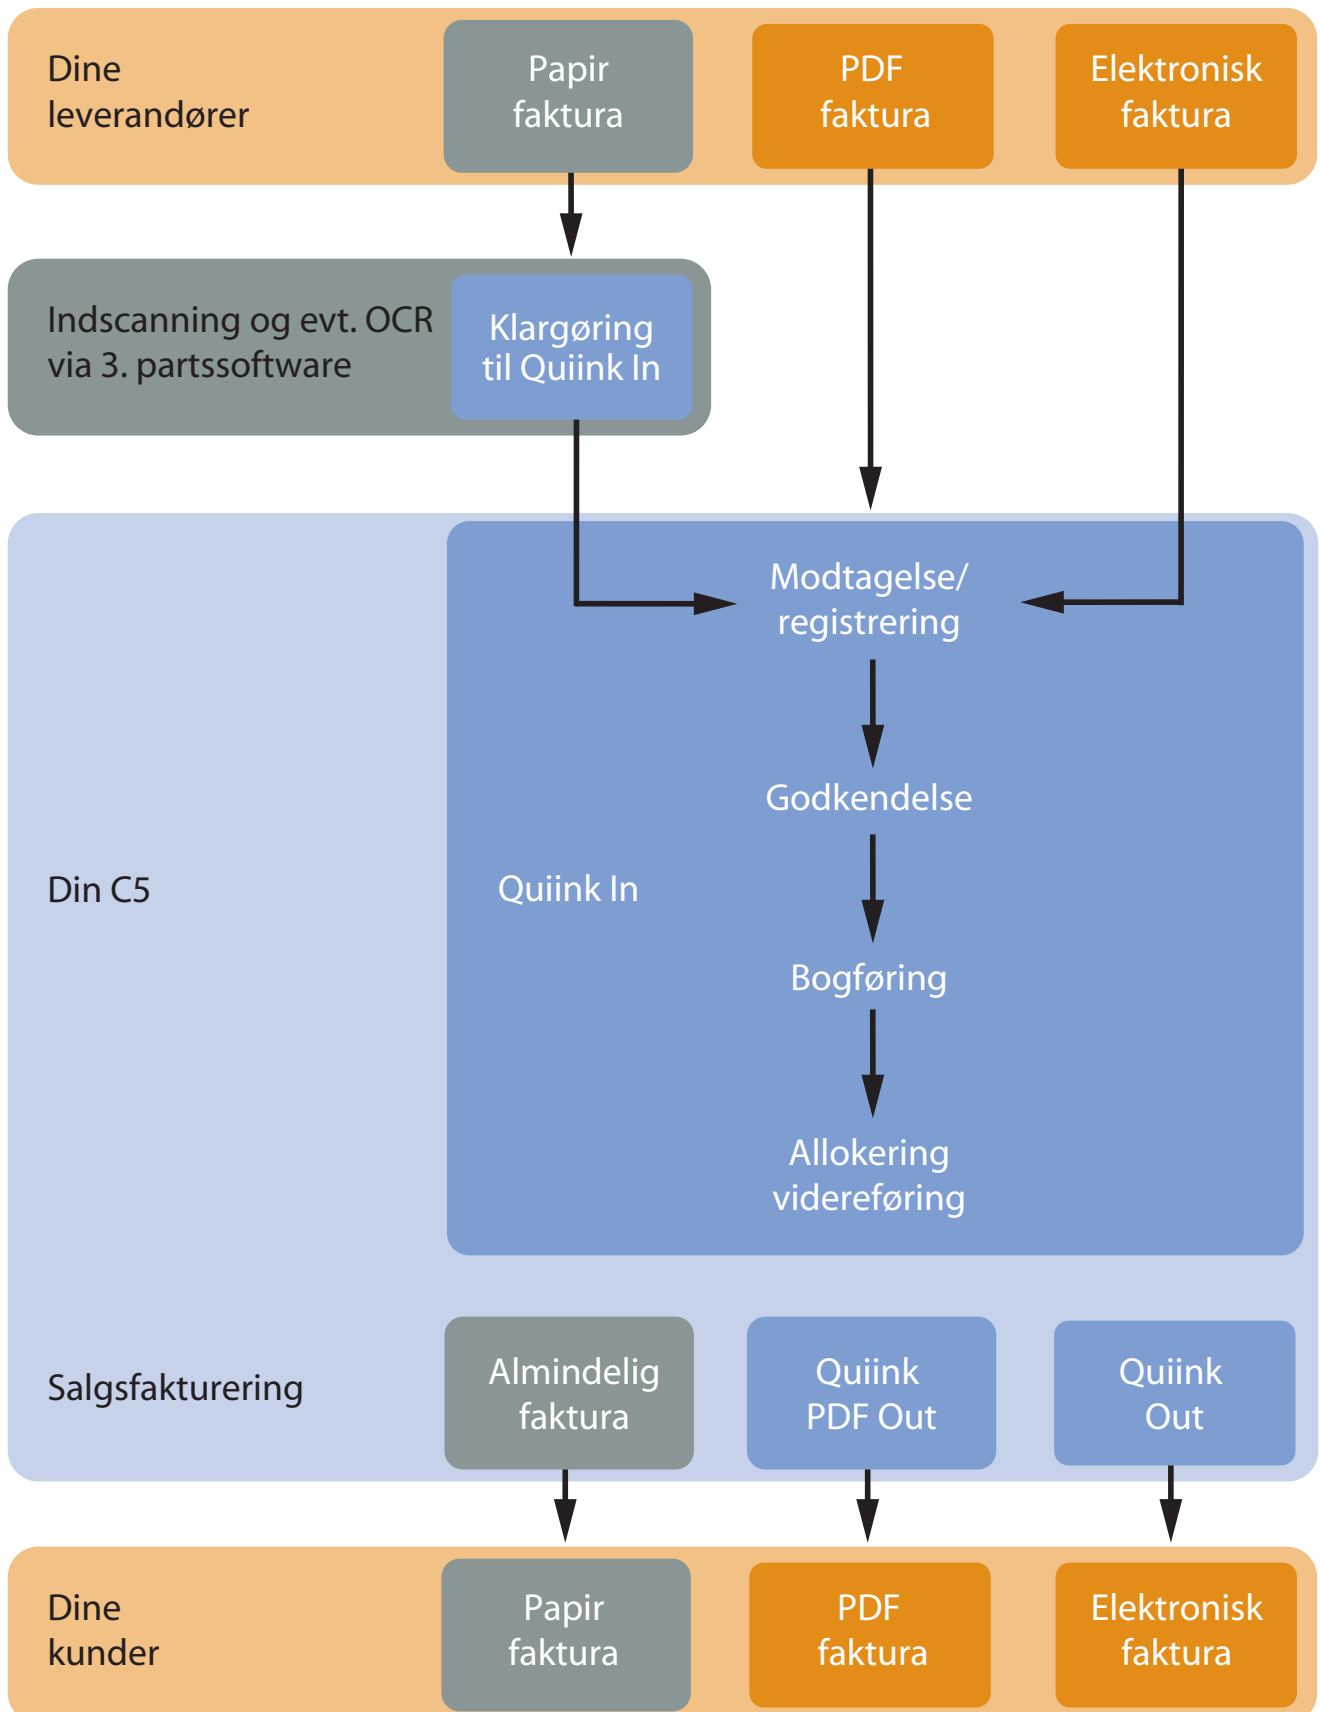 Dine
leverandører
Papir
faktura
PDF
faktura
Elektronisk
faktura
Indscanning og evt. OCR
via 3. partssoftware
Klargøring
til Quiink In
Modtagelse/
registrering
Godkendelse
Din C5
Quiink In
Bogføring
Allokering
videreføring
Salgsfakturering
Almindelig
faktura
Quiink
PDF Out
Quiink
Out
Dine
kunder
Papir
faktura
PDF
faktura
Elektronisk
faktura